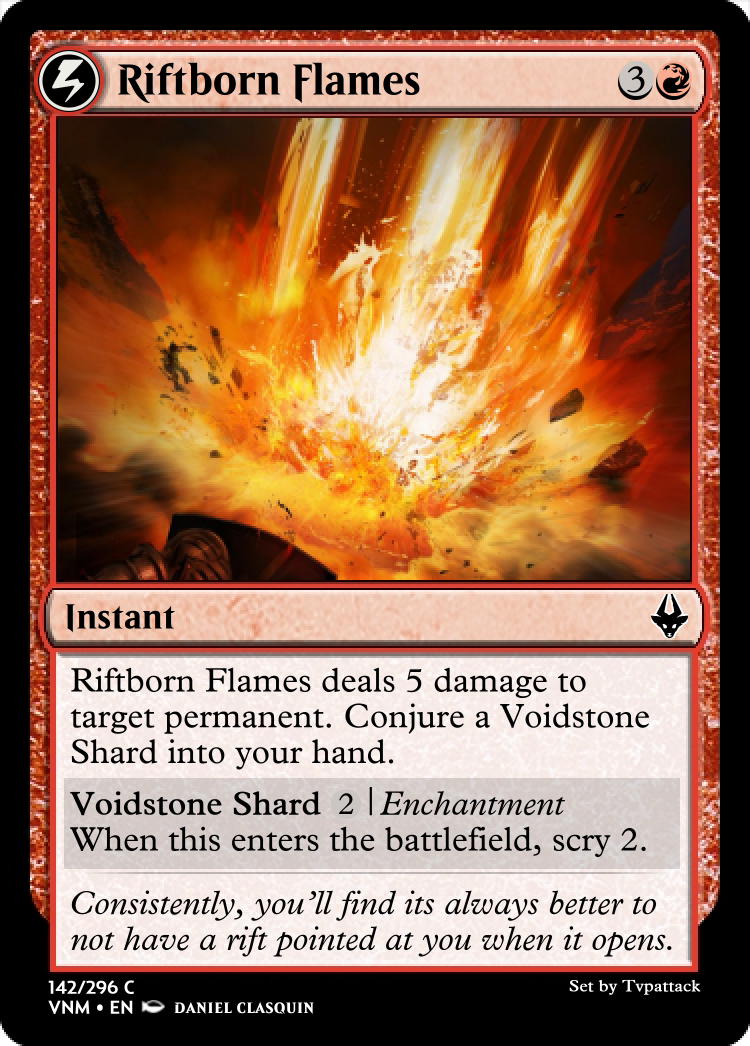 Riftborn Flames 3
Instant
Riftborn Flames deals 5 damage to
target permanent. Conjure a Voidstone
Shard into your hand.
Voidstone Shard 2 | Enchantment
When this enters the battlefield, scry 2.
Consistently, you'll find its always better to
not have a rift pointed at you when it opens.
142/296 C
Set by Tvpattack
VNM • EN DANIEL CLASQUIN